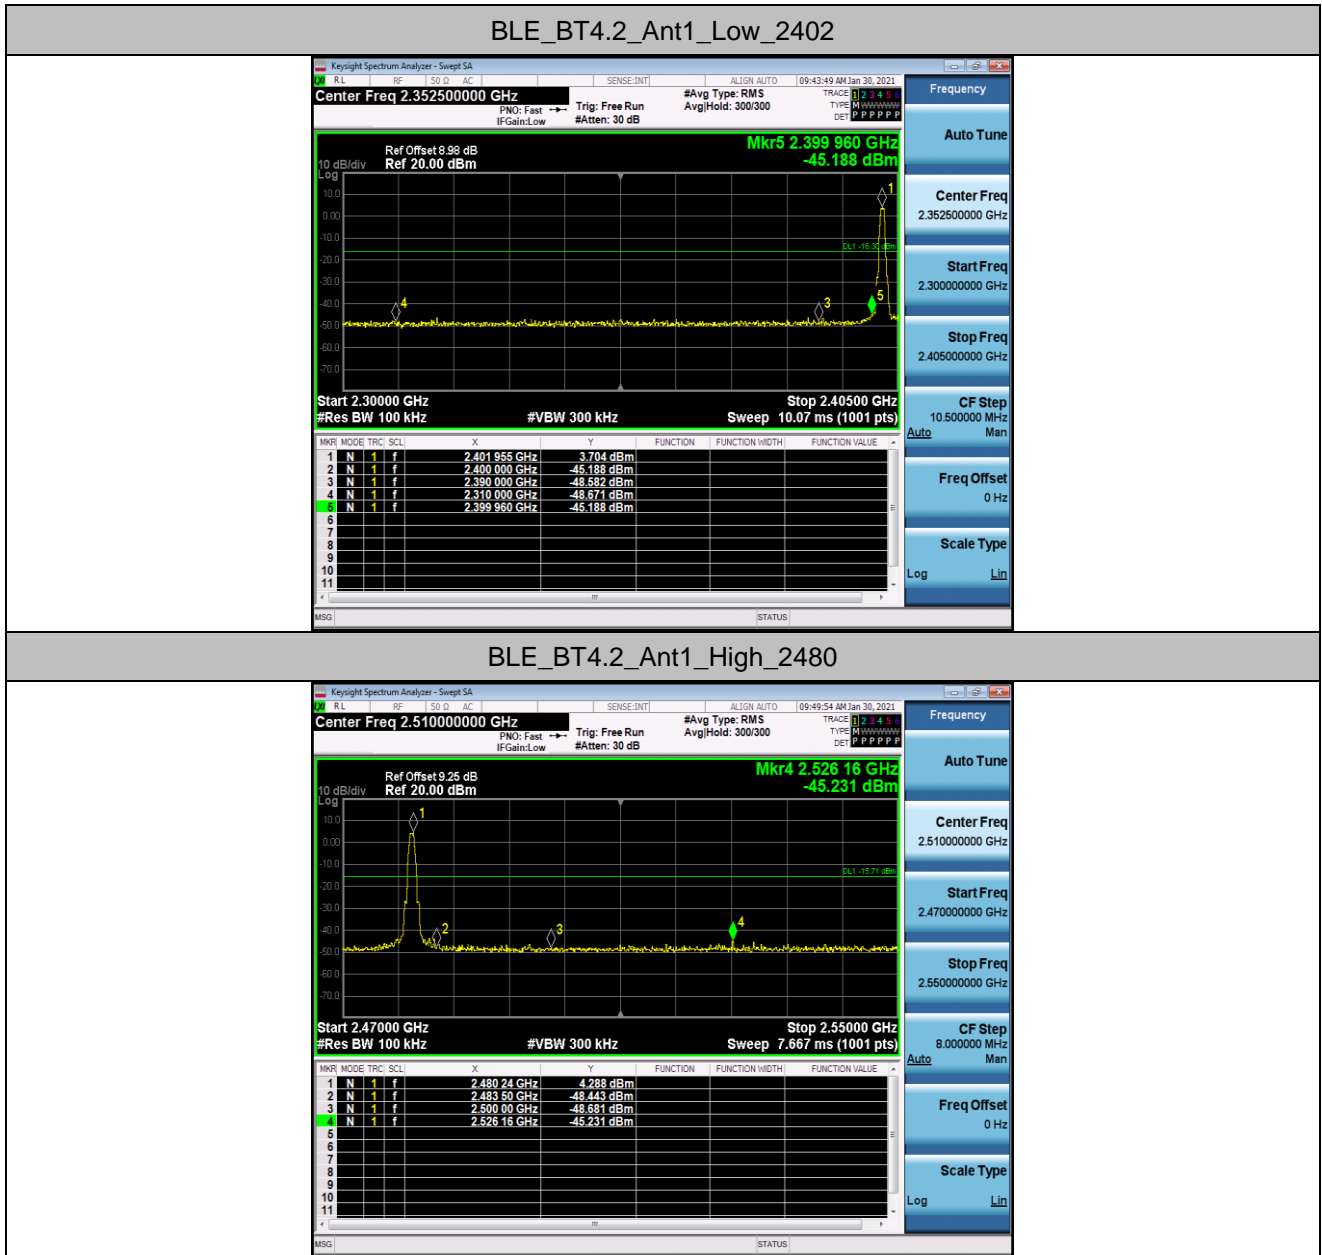 BLE_BT4.2_Ant1_Low_2402
Keysight Spectrum Analyzer - Swept SA
RL RF 50 Ω AC SENSE:INT ALIGN AUTO 09:43:49 AM Jan 30, 2021
Center Freq 2.352500000 GHz #Avg Type: RMS TRACE 1 2 3 4 5 6
PNO: Fast Trig: Free Run Avg|Hold: 300/300 TYPE M
IFGain:Low #Atten: 30 dB DET P P P P P P
Frequency
Auto Tune
Center Freq
2.352500000 GHz
Start Freq
2.300000000 GHz
Stop Freq
2.405000000 GHz
CF Step
10.500000 MHz
Auto Man
Freq Offset
0 Hz
Scale Type
Log Lin
Mkr5 2.399 960 GHz
Ref Offset 8.98 dB
10 dB/div Ref 20.00 dBm -45.188 dBm
Log
10.0
0.00
-10.0
-20.0
-30.0
-40.0
-50.0
-60.0
-70.0
1
DL1 -16.30 dBm
4
3
5
Start 2.30000 GHz Stop 2.40500 GHz
#Res BW 100 kHz #VBW 300 kHz Sweep 10.07 ms (1001 pts)
MKR MODE TRC SCL X Y FUNCTION FUNCTION WIDTH FUNCTION VALUE
1 N 1 f 2.401 955 GHz 3.704 dBm
2 N 1 f 2.400 000 GHz -45.188 dBm
3 N 1 f 2.390 000 GHz -48.582 dBm
4 N 1 f 2.310 000 GHz -48.671 dBm
5 N 1 f 2.399 960 GHz -45.188 dBm
6
7
8
9
10
11
MSG STATUS
BLE_BT4.2_Ant1_High_2480
Keysight Spectrum Analyzer - Swept SA
RL RF 50 Ω AC SENSE:INT ALIGN AUTO 09:49:54 AM Jan 30, 2021
Center Freq 2.510000000 GHz #Avg Type: RMS TRACE 1 2 3 4 5 6
PNO: Fast Trig: Free Run Avg|Hold: 300/300 TYPE M
IFGain:Low #Atten: 30 dB DET P P P P P P
Frequency
Auto Tune
Center Freq
2.510000000 GHz
Start Freq
2.470000000 GHz
Stop Freq
2.550000000 GHz
CF Step
8.000000 MHz
Auto Man
Freq Offset
0 Hz
Scale Type
Log Lin
Mkr4 2.526 16 GHz
Ref Offset 9.25 dB
10 dB/div Ref 20.00 dBm -45.231 dBm
Log
10.0
0.00
-10.0
-20.0
-30.0
-40.0
-50.0
-60.0
-70.0
1
DL1 -15.71 dBm
2
3
4
Start 2.47000 GHz Stop 2.55000 GHz
#Res BW 100 kHz #VBW 300 kHz Sweep 7.667 ms (1001 pts)
MKR MODE TRC SCL X Y FUNCTION FUNCTION WIDTH FUNCTION VALUE
1 N 1 f 2.480 24 GHz 4.288 dBm
2 N 1 f 2.483 50 GHz -48.443 dBm
3 N 1 f 2.500 00 GHz -48.681 dBm
4 N 1 f 2.526 16 GHz -45.231 dBm
5
6
7
8
9
10
11
MSG STATUS